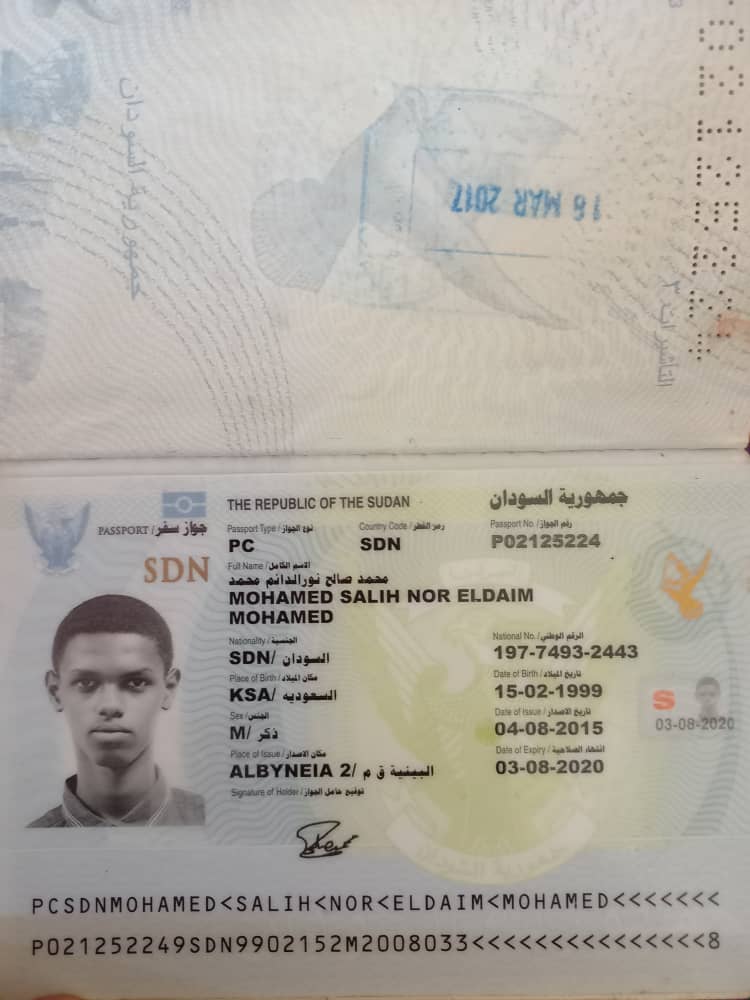 جمهورية السودان
16 MAR 2017
التأشيرات ٣
THE REPUBLIC OF THE SUDAN
جمهورية السودان
PASSPORT / جواز سفر
SDN
Passport Type / نوع الجواز
Country Code / رمز القطر
Passport No. / رقم الجواز
PC
SDN
P02125224
Full Name / الاسم الكامل
محمد صالح نورالدائم محمد
MOHAMED SALIH NOR ELDAIM
MOHAMED
Nationality / الجنسية
National No. / الرقم الوطني
SDN/ السودان
197-7493-2443
Place of Birth / مكان الميلاد
Date of Birth / تاريخ الميلاد
KSA/ السعوديه
15-02-1999
Sex / الجنس
Date of Issue / تاريخ الاصدار
M/ ذكر
04-08-2015
Place of Issue / مكان الاصدار
Date of Expiry / انتهاء الصلاحية
ALBYNEIA 2/ البينية ق م
03-08-2020
S
03-08-2020
Signature of Holder / توقيع حامل الجواز
PCSDNMOHAMED<SALIH<NOR<ELDAIM<MOHAMED<<<<<<<
P021252249SDN9902152M2008033<<<<<<<<<<<<<<<8